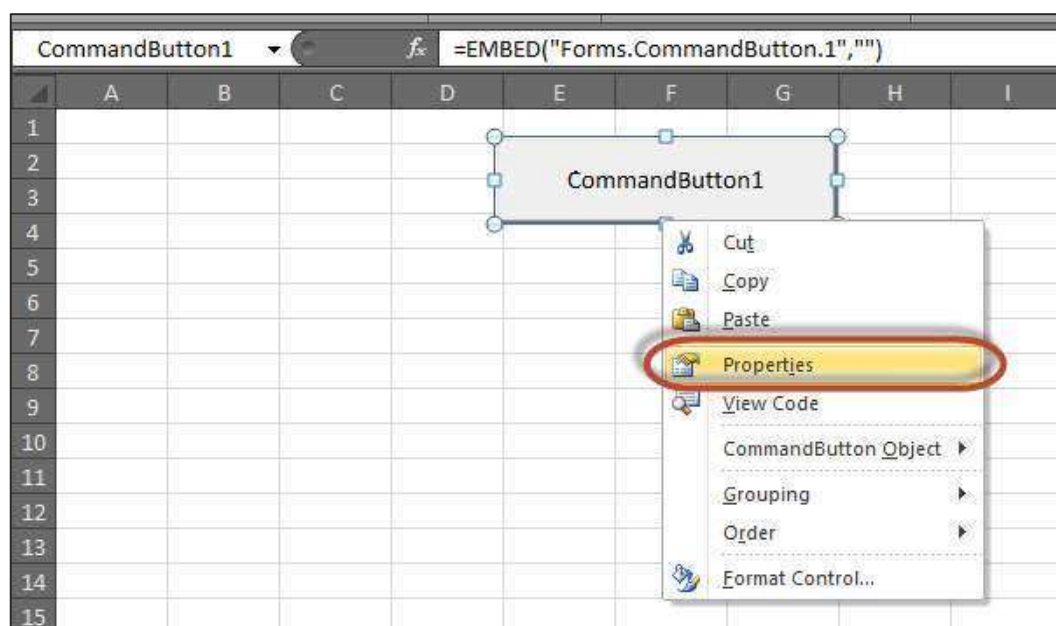 CommandButton1 fx =EMBED("Forms.CommandButton.1","")
A B C D E F G H I
1
2
CommandButton1
3
4
Cut
5
Copy
6
Paste
7
Properties
8
View Code
9
10
CommandButton Object
11
Grouping
12
Order
13
Format Control...
14
15